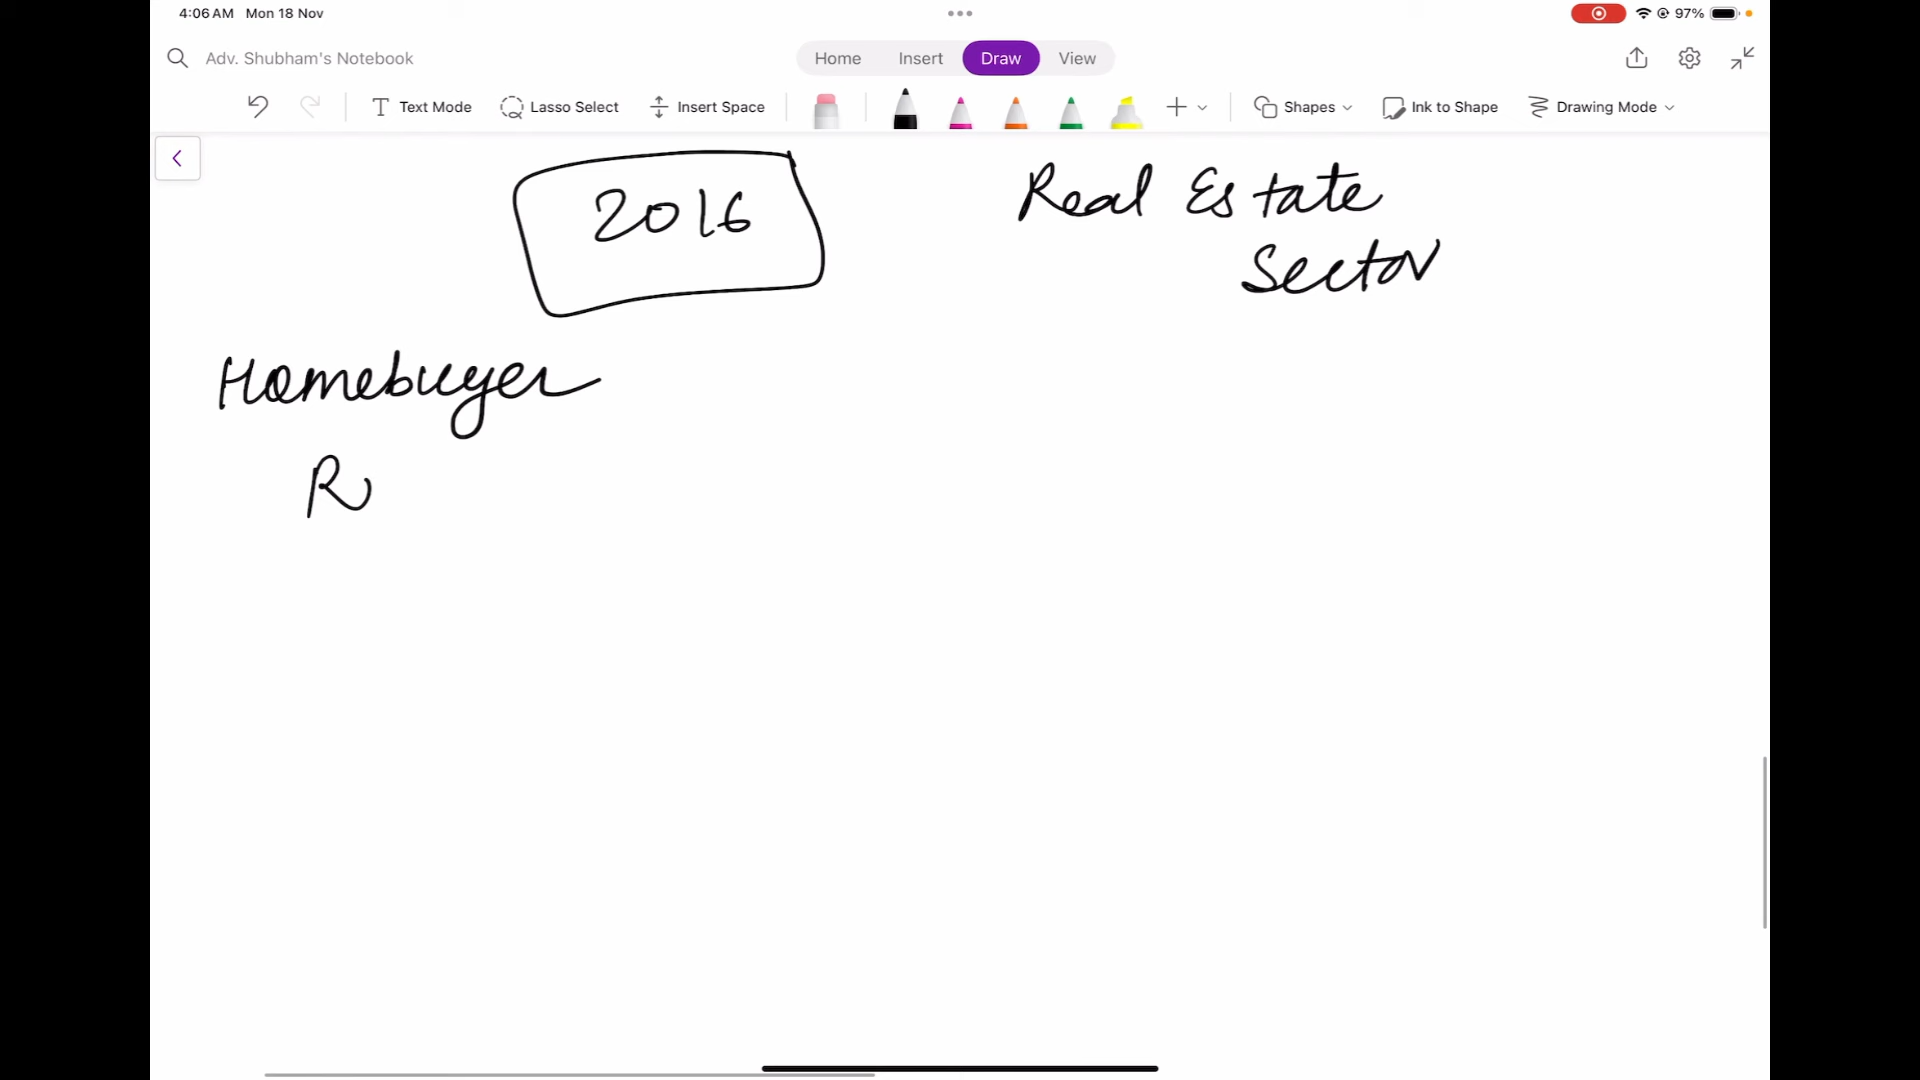 4:06 AM Mon 18 Nov
97%
Adv. Shubham's Notebook
Home Insert Draw View
Text Mode Lasso Select Insert Space Shapes Ink to Shape Drawing Mode
2016
Real Estate
Sector
Homebuyer
R